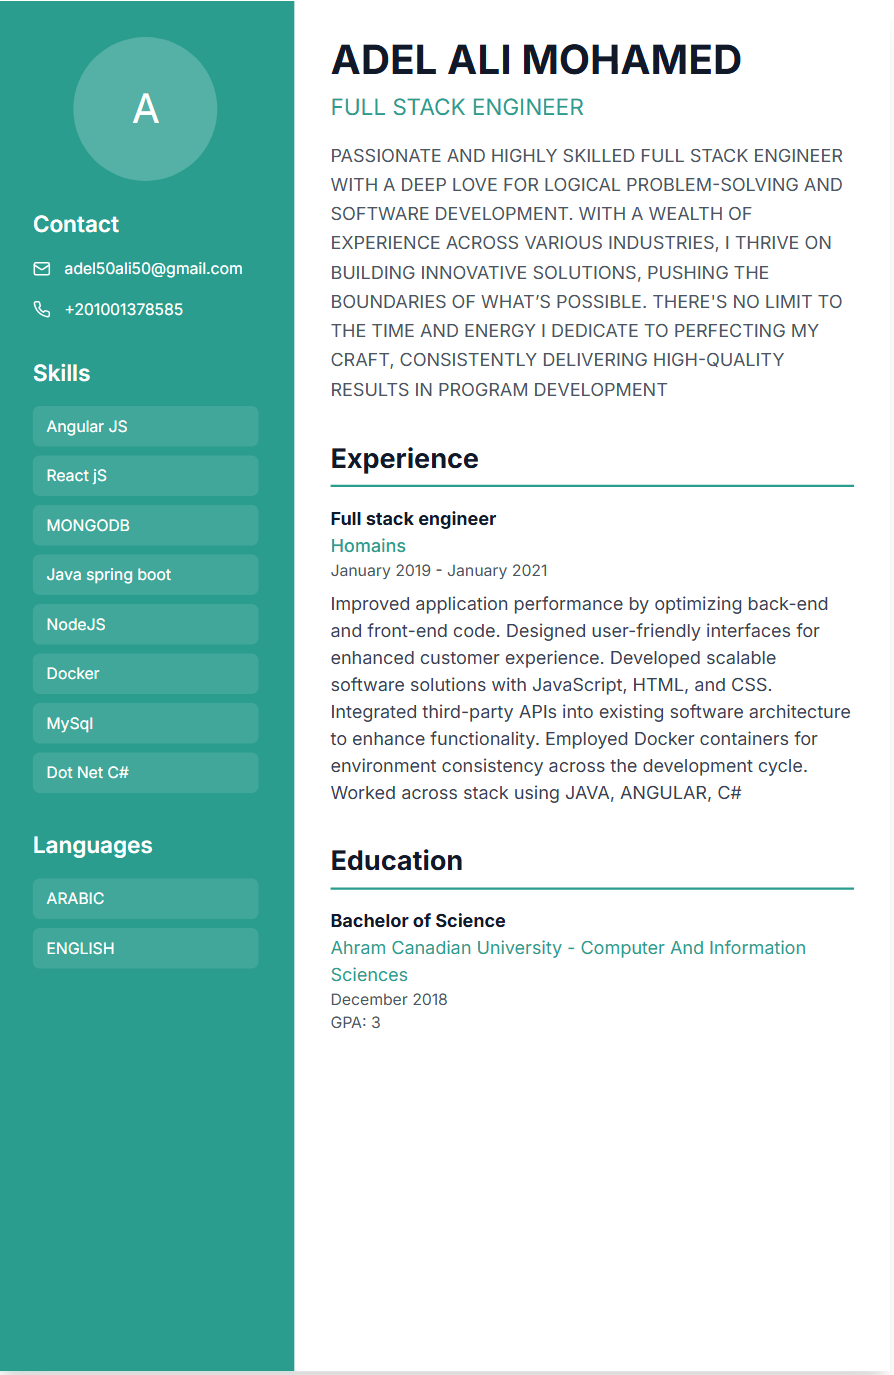 A
Contact
adel50ali50@gmail.com
+201001378585
Skills
Angular JS
React jS
MONGODB
Java spring boot
NodeJS
Docker
MySql
Dot Net C#
Languages
ARABIC
ENGLISH
ADEL ALI MOHAMED
FULL STACK ENGINEER
PASSIONATE AND HIGHLY SKILLED FULL STACK ENGINEER
WITH A DEEP LOVE FOR LOGICAL PROBLEM-SOLVING AND
SOFTWARE DEVELOPMENT. WITH A WEALTH OF
EXPERIENCE ACROSS VARIOUS INDUSTRIES, I THRIVE ON
BUILDING INNOVATIVE SOLUTIONS, PUSHING THE
BOUNDARIES OF WHAT’S POSSIBLE. THERE'S NO LIMIT TO
THE TIME AND ENERGY I DEDICATE TO PERFECTING MY
CRAFT, CONSISTENTLY DELIVERING HIGH-QUALITY
RESULTS IN PROGRAM DEVELOPMENT
Experience
Full stack engineer
Homains
January 2019 - January 2021
Improved application performance by optimizing back-end
and front-end code. Designed user-friendly interfaces for
enhanced customer experience. Developed scalable
software solutions with JavaScript, HTML, and CSS.
Integrated third-party APIs into existing software architecture
to enhance functionality. Employed Docker containers for
environment consistency across the development cycle.
Worked across stack using JAVA, ANGULAR, C#
Education
Bachelor of Science
Ahram Canadian University - Computer And Information
Sciences
December 2018
GPA: 3